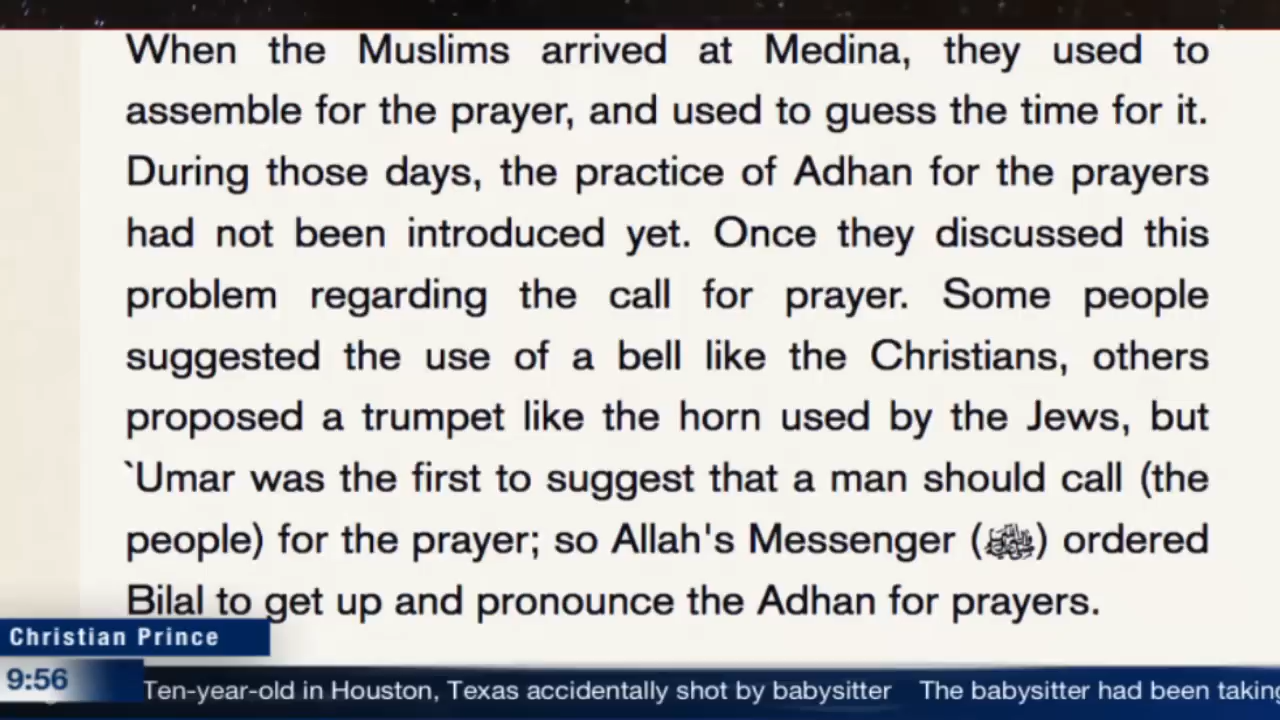 When the Muslims arrived at Medina, they used to
assemble for the prayer, and used to guess the time for it.
During those days, the practice of Adhan for the prayers
had not been introduced yet. Once they discussed this
problem regarding the call for prayer. Some people
suggested the use of a bell like the Christians, others
proposed a trumpet like the horn used by the Jews, but
`Umar was the first to suggest that a man should call (the
people) for the prayer; so Allah's Messenger (ﷺ) ordered
Bilal to get up and pronounce the Adhan for prayers.
Christian Prince
9:56
Ten-year-old in Houston, Texas accidentally shot by babysitter The babysitter had been taking